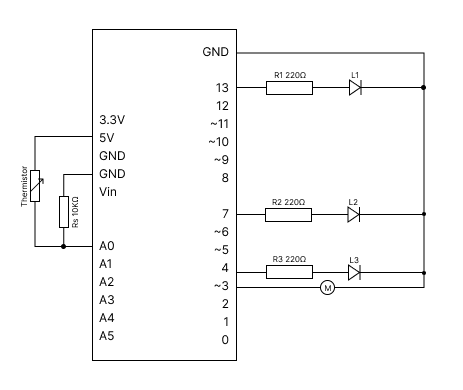 GND
R1 220Ω
L1
13
12
3.3V
~11
5V
~10
GND
~9
GND
8
Vin
Thermistor
Rs 10KΩ
R2 220Ω
L2
7
~6
A0
~5
A1
R3 220Ω
L3
4
A2
~3
M
A3
2
A4
1
A5
0